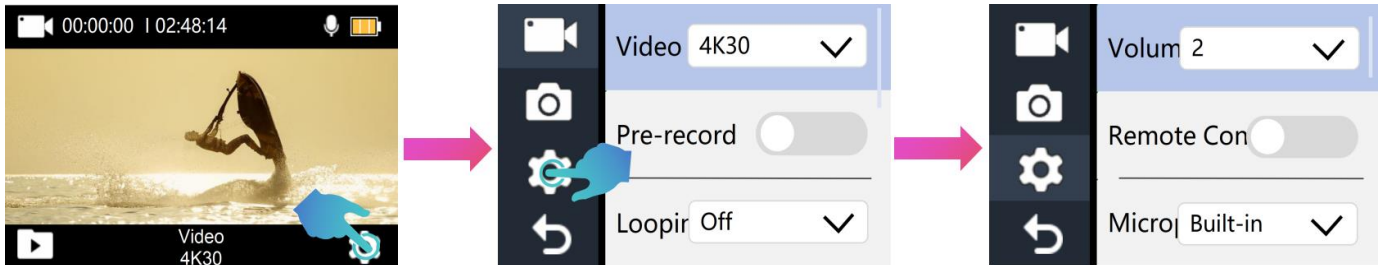 00:00:00 I 02:48:14
Video
4K30
Video 4K30
Pre-record
Loopin Off
Volum 2
Remote Con
Microp Built-in